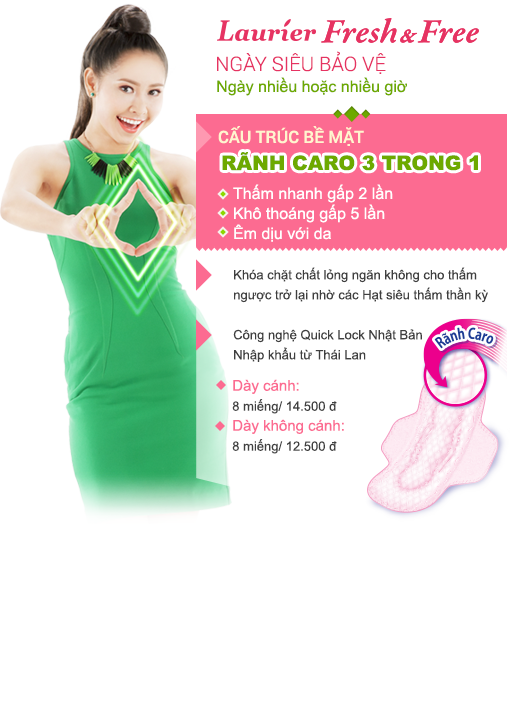 Laurier Fresh & Free
NGÀY SIÊU BẢO VỆ
Ngày nhiều hoặc nhiều giờ
CẤU TRÚC BỀ MẶT
RÃNH CARO 3 TRONG 1
Thấm nhanh gấp 2 lần
Khô thoáng gấp 5 lần
Êm dịu với da
Khóa chặt chất lỏng ngăn không cho thấm
ngược trở lại nhờ các Hạt siêu thấm thần kỳ
Công nghệ Quick Lock Nhật Bản
Nhập khẩu từ Thái Lan
Rãnh Caro
Dày cánh:
8 miếng/ 14.500 đ
Dày không cánh:
8 miếng/ 12.500 đ